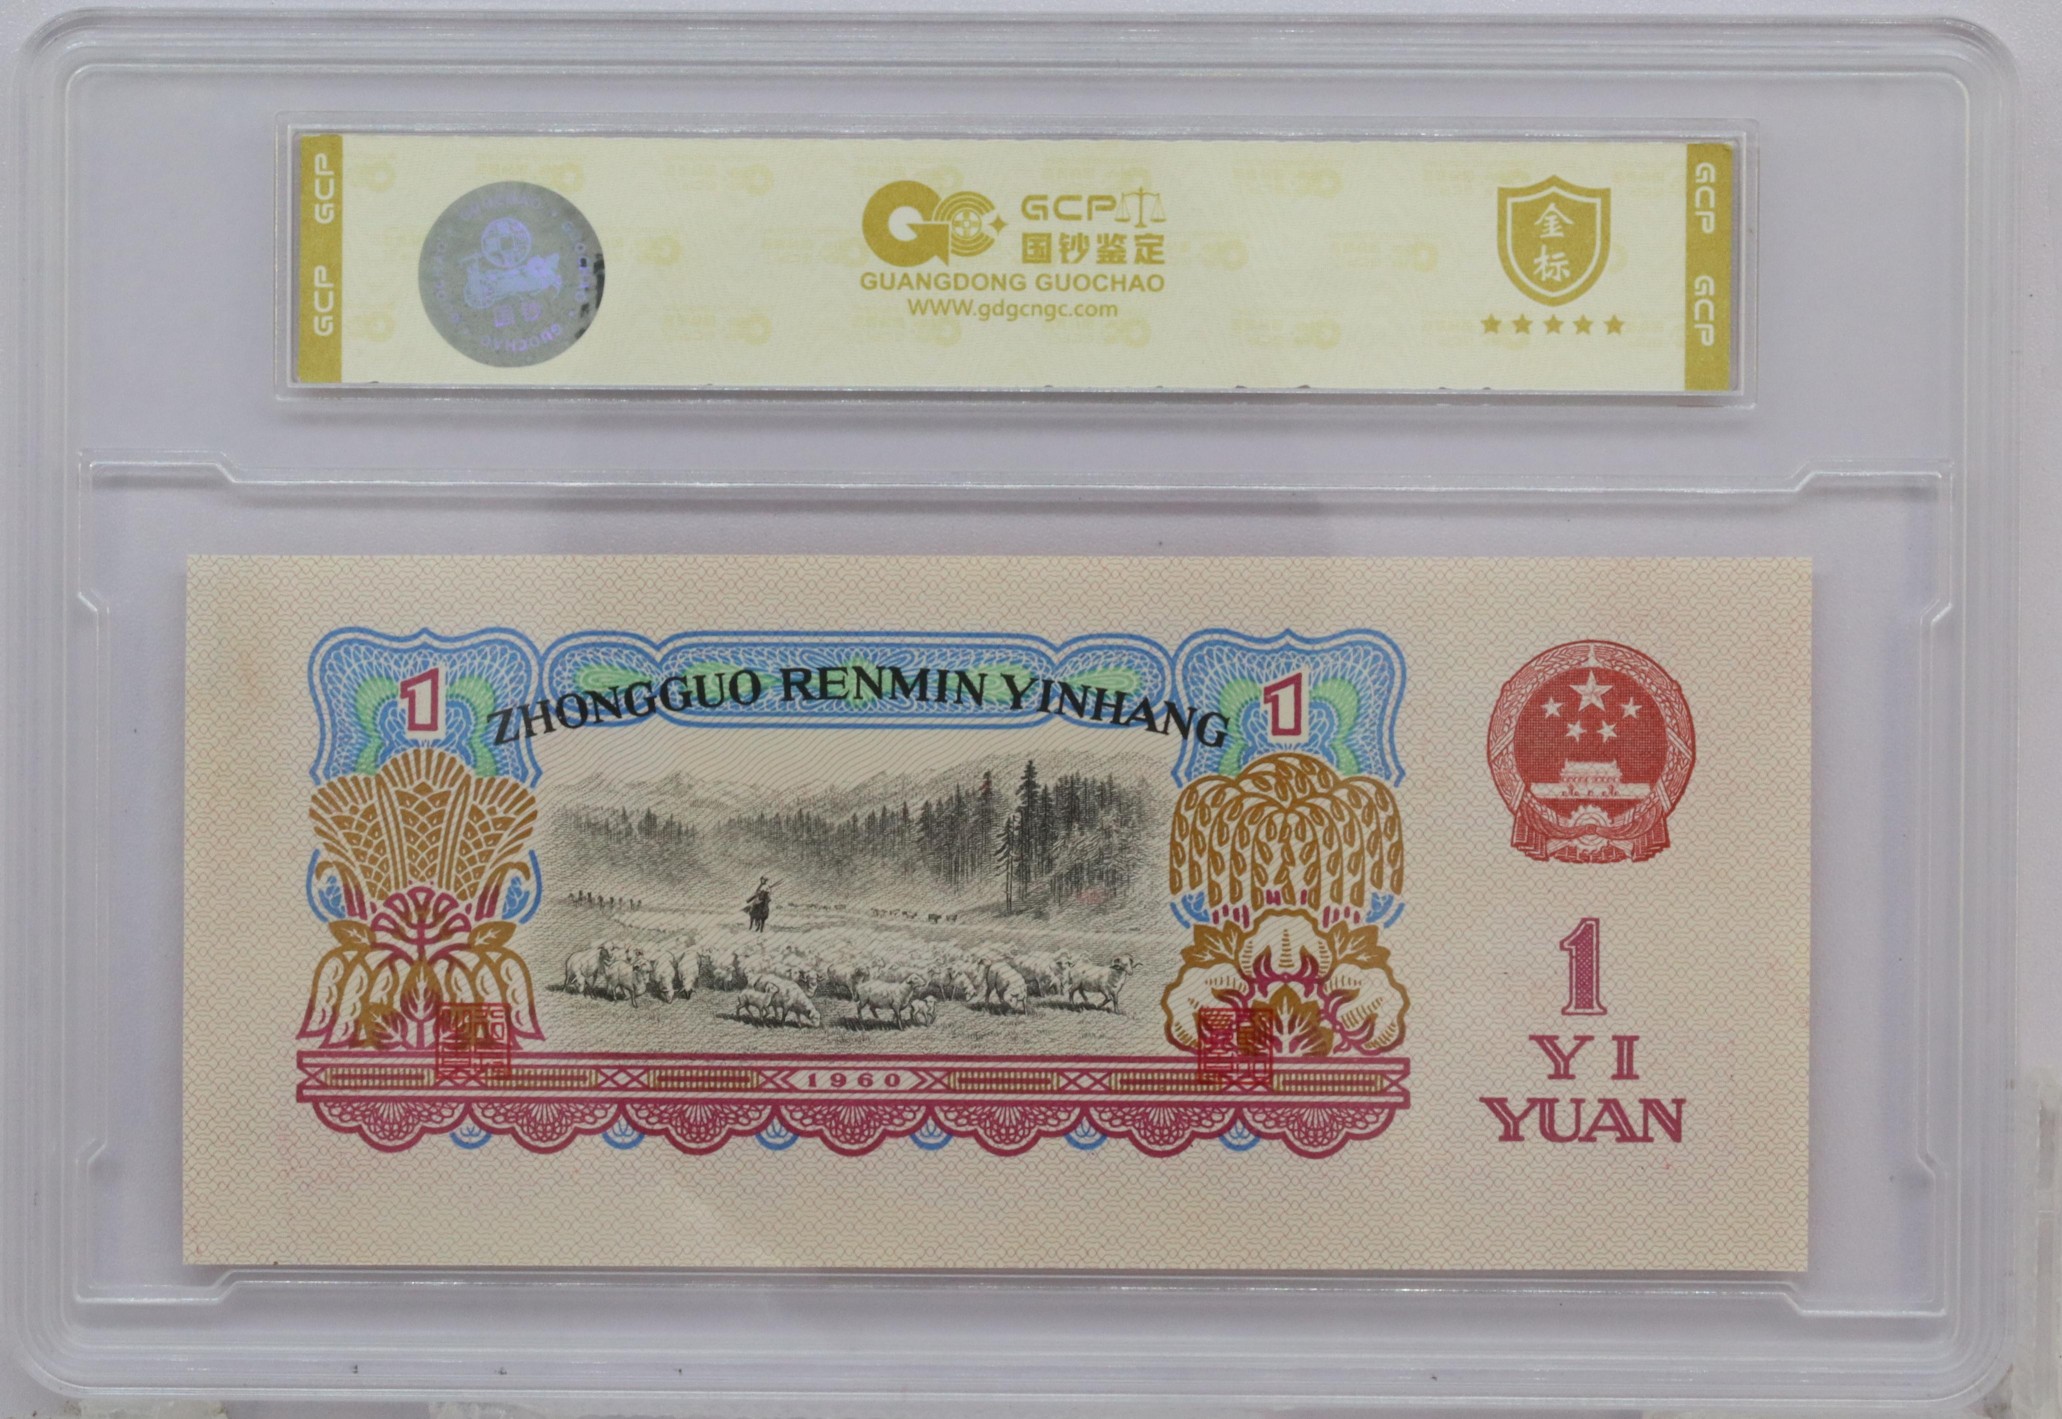 GCP GCP
GCP
国钞鉴定
GUANGDONG GUOCHAO
WWW.gdgcngc.com
GUOCHAO
金标
GCP GCP
1
ZHONGGUO RENMIN YINHANG
1
1
YI
YUAN
1960